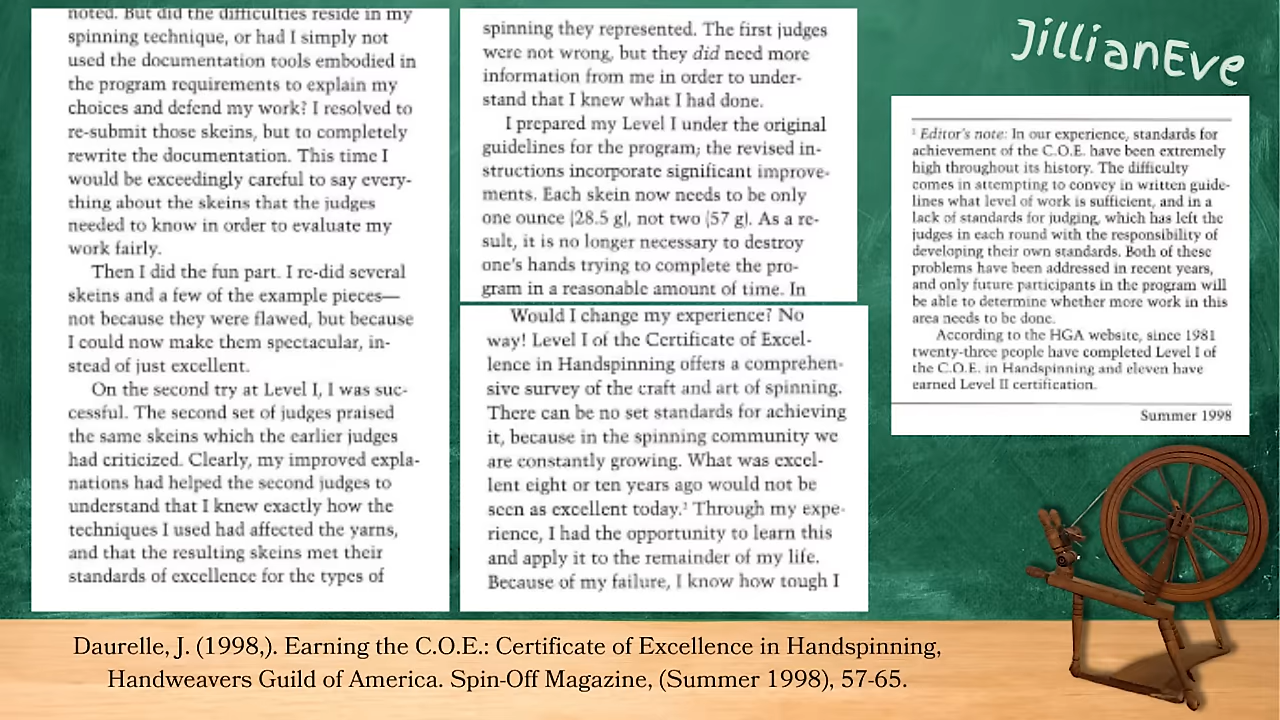 noted. But did the difficulties reside in my
spinning technique, or had I simply not
used the documentation tools embodied in
the program requirements to explain my
choices and defend my work? I resolved to
re-submit those skeins, but to completely
rewrite the documentation. This time I
would be exceedingly careful to say every-
thing about the skeins that the judges
needed to know in order to evaluate my
work fairly.
Then I did the fun part. I re-did several
skeins and a few of the example pieces—
not because they were flawed, but because
I could now make them spectacular, in-
stead of just excellent.
On the second try at Level I, I was suc-
cessful. The second set of judges praised
the same skeins which the earlier judges
had criticized. Clearly, my improved expla-
nations had helped the second judges to
understand that I knew exactly how the
techniques I used had affected the yarns,
and that the resulting skeins met their
standards of excellence for the types of
spinning they represented. The first judges
were not wrong, but they did need more
information from me in order to under-
stand that I knew what I had done.
I prepared my Level I under the original
guidelines for the program; the revised in-
structions incorporate significant improve-
ments. Each skein now needs to be only
one ounce (28.5 g), not two (57 g). As a re-
sult, it is no longer necessary to destroy
one's hands trying to complete the pro-
gram in a reasonable amount of time. In
Would I change my experience? No
way! Level I of the Certificate of Excel-
lence in Handspinning offers a comprehen-
sive survey of the craft and art of spinning.
There can be no set standards for achieving
it, because in the spinning community we
are constantly growing. What was excel-
lent eight or ten years ago would not be
seen as excellent today.³ Through my expe-
rience, I had the opportunity to learn this
and apply it to the remainder of my life.
Because of my failure, I know how tough I
JillianEve
Editor's note: In our experience, standards for
achievement of the C.O.E. have been extremely
high throughout its history. The difficulty
comes in attempting to convey in written guide-
lines what level of work is sufficient, and in a
lack of standards for judging, which has left the
judges in each round with the responsibility of
developing their own standards. Both of these
problems have been addressed in recent years,
and only future participants in the program will
be able to determine whether more work in this
area needs to be done.
According to the HGA website, since 1981
twenty-three people have completed Level I of
the C.O.E. in Handspinning and eleven have
earned Level II certification.
Summer 1998
Daurelle, J. (1998,). Earning the C.O.E.: Certificate of Excellence in Handspinning,
Handweavers Guild of America. Spin-Off Magazine, (Summer 1998), 57-65.